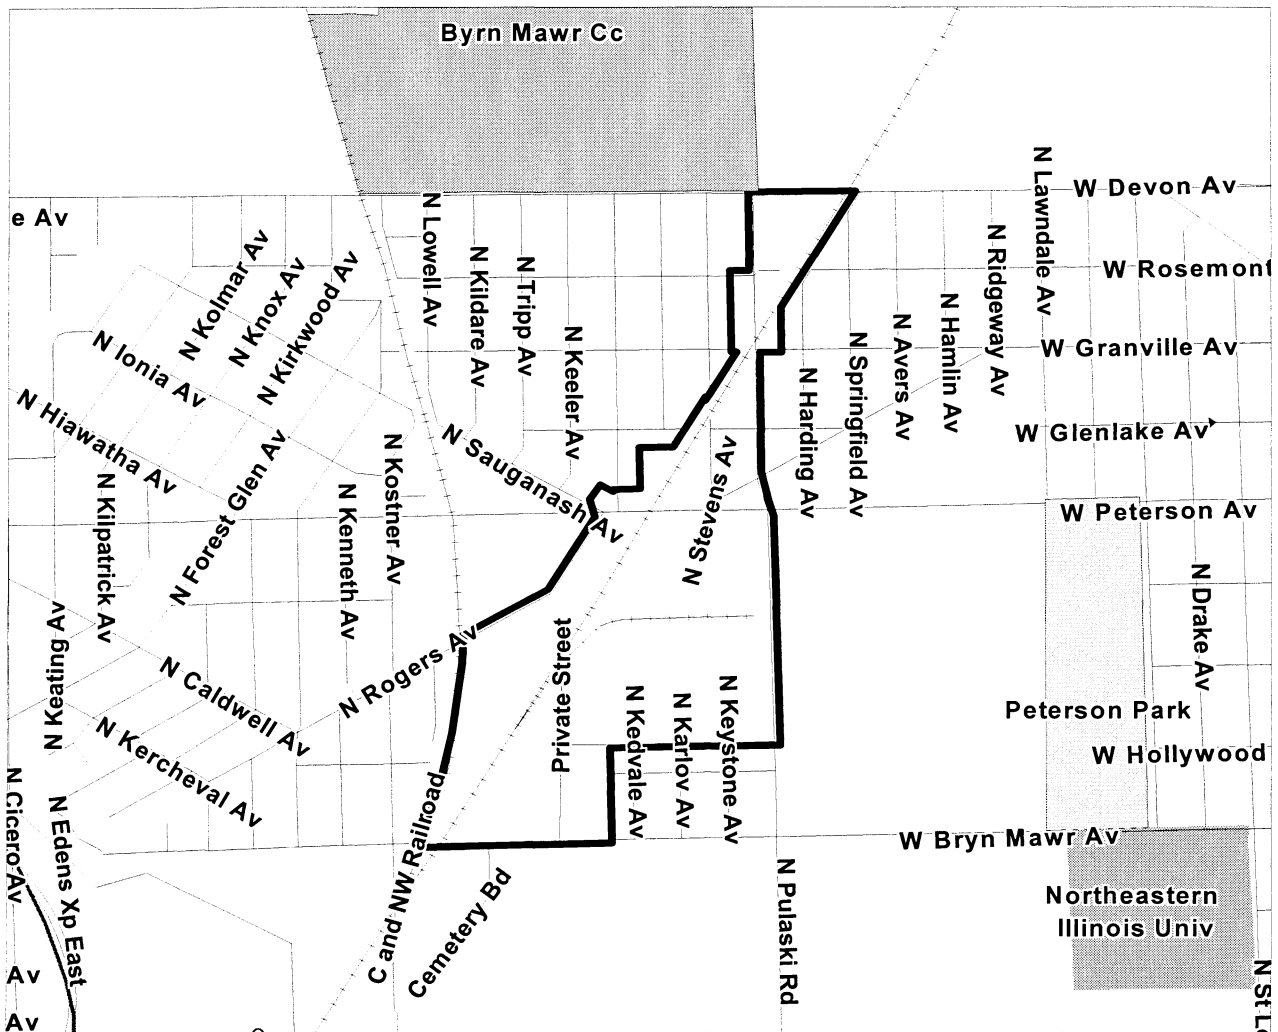 Byrn Mawr Cc
e Av
N Kolmar Av
N Knox Av
N Kirkwood Av
N Lowell Av
N Kildare Av
N Tripp Av
N Keeler Av
N Lawndale Av
W Devon Av
N Ridgeway Av
W Rosemont
N Hamlin Av
N Avers Av
N Springfield Av
N Harding Av
W Granville Av
W Glenlake Av
N Ionia Av
N Hiawatha Av
N Forest Glen Av
N Kilpatrick Av
N Kostner Av
N Kenneth Av
N Sauganash Av
N Stevens Av
W Peterson Av
N Drake Av
N Keating Av
N Caldwell Av
N Rogers Av
N Kercheval Av
Private Street
N Kedvale Av
N Karlov Av
N Keystone Av
Peterson Park
W Hollywood
N Cicero Av
N Edens Xp East
C and NW Railroad
Cemetery Bd
W Bryn Mawr Av
N Pulaski Rd
Northeastern
Illinois Univ
Av
Av